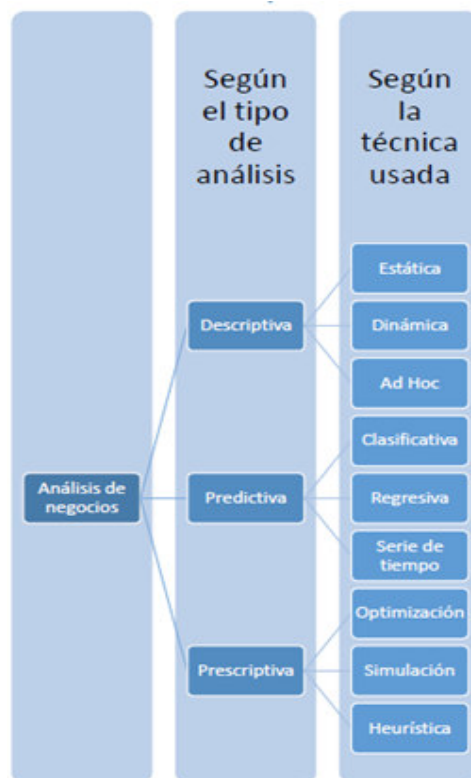 Según
el tipo
de
análisis
Según
la
técnica
usada
Estática
Descriptiva
Dinámica
Ad Hoc
Clasificativa
Análisis de
negocios
Predictiva
Regresiva
Serie de
tiempo
Optimización
Prescriptiva
Simulación
Heurística